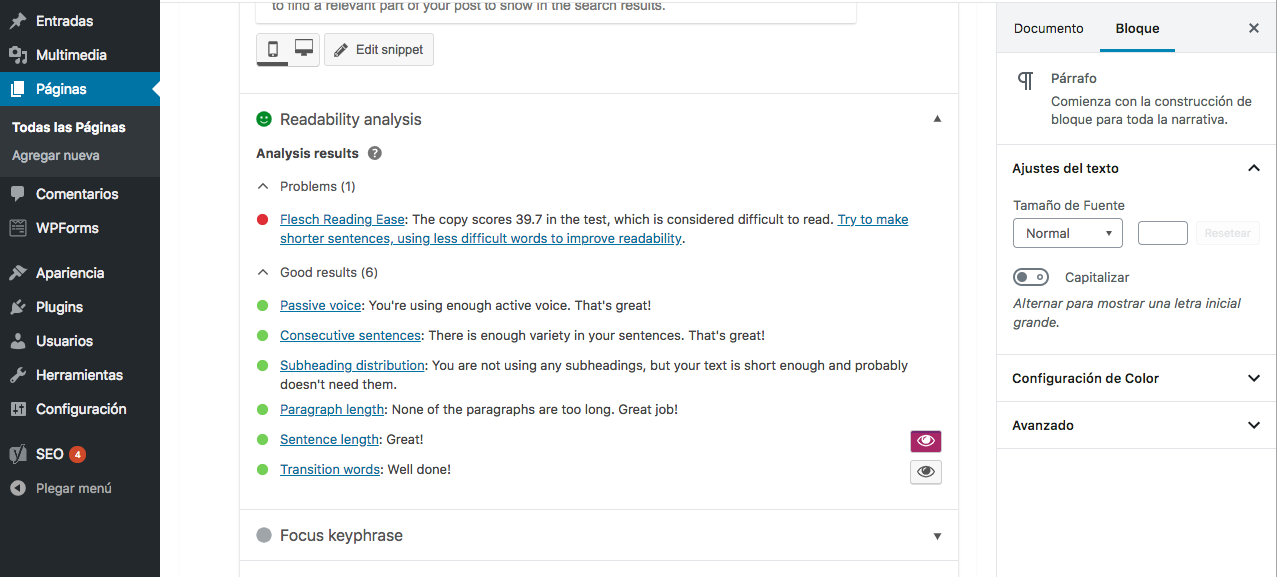 Entradas
Multimedia
Páginas
Todas las Páginas
Agregar nueva
Comentarios
WPForms
Apariencia
Plugins
Usuarios
Herramientas
Configuración
SEO 4
Plegar menú
to find a relevant part of your post to show in the search results.
Edit snippet
Readability analysis
Analysis results ?
Problems (1)
Flesch Reading Ease: The copy scores 39.7 in the test, which is considered difficult to read. Try to make
shorter sentences, using less difficult words to improve readability.
Good results (6)
Passive voice: You're using enough active voice. That's great!
Consecutive sentences: There is enough variety in your sentences. That's great!
Subheading distribution: You are not using any subheadings, but your text is short enough and probably
doesn't need them.
Paragraph length: None of the paragraphs are too long. Great job!
Sentence length: Great!
Transition words: Well done!
Focus keyphrase
Documento Bloque
Párrafo
Comienza con la construcción de
bloque para toda la narrativa.
Ajustes del texto
Tamaño de Fuente
Normal Resetear
Capitalizar
Alternar para mostrar una letra inicial
grande.
Configuración de Color
Avanzado